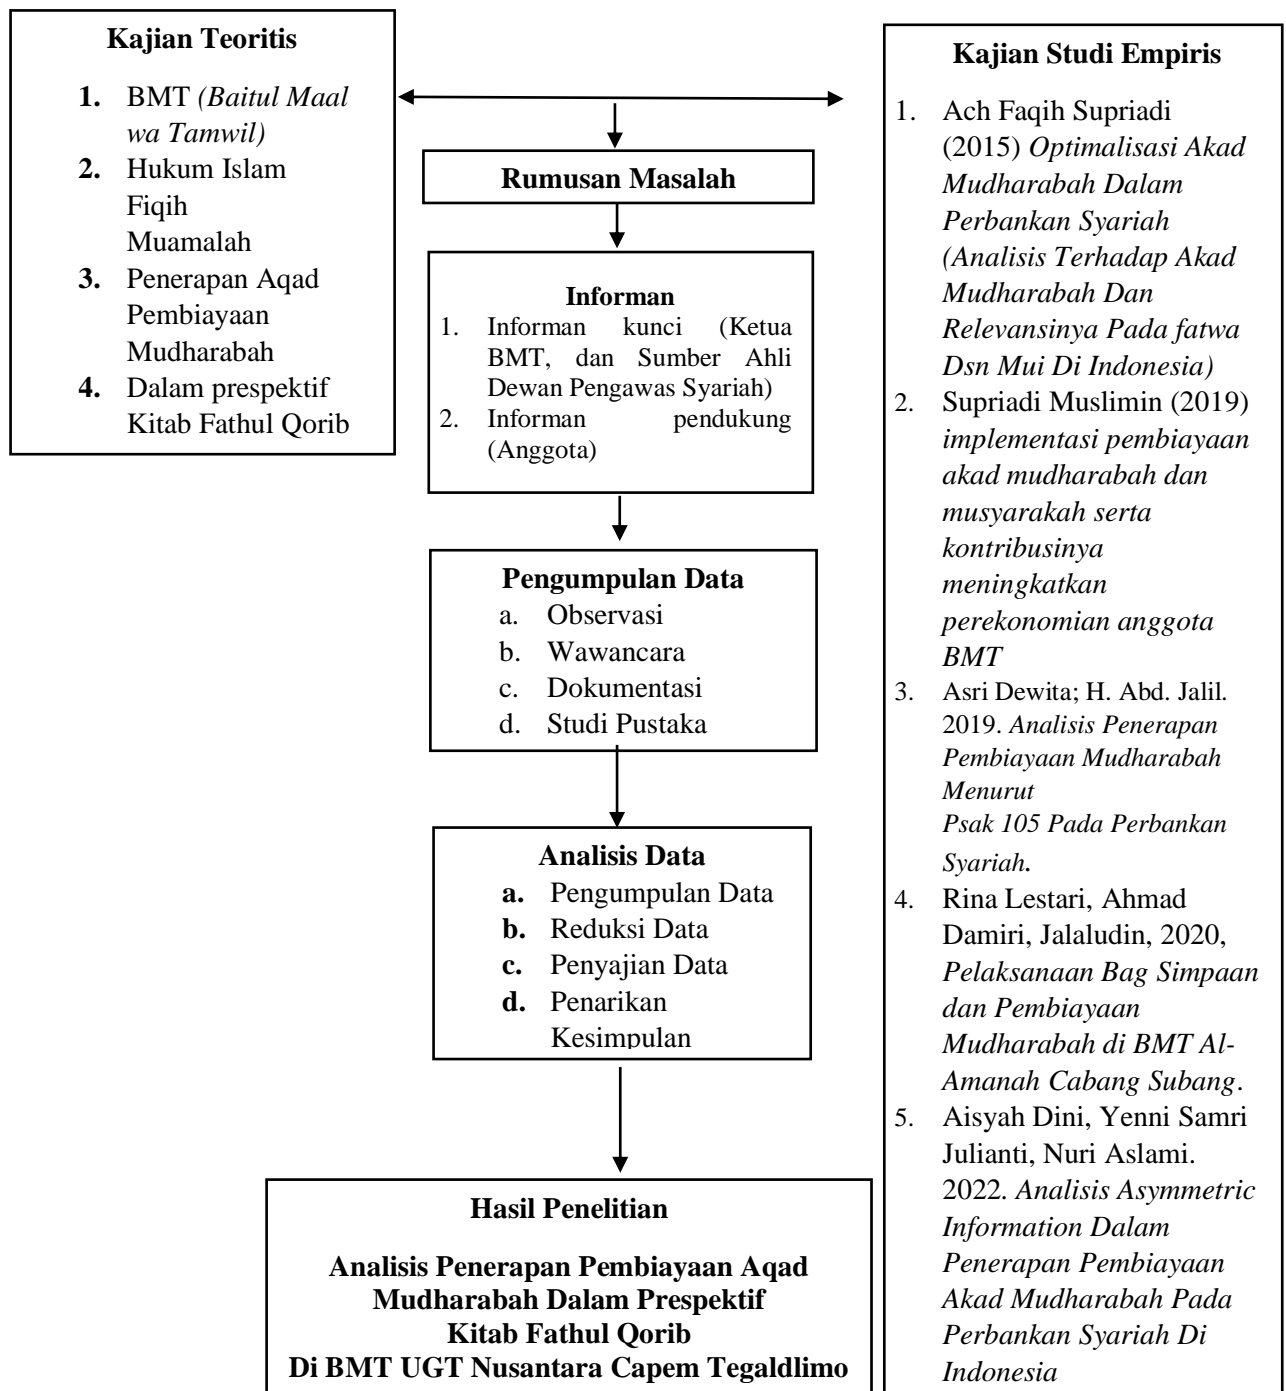 Kajian Teoritis
1. BMT (Baitul Maal
wa Tamwil)
2. Hukum Islam
Fiqih
Muamalah
3. Penerapan Aqad
Pembiayaan
Mudharabah
4. Dalam prespektif
Kitab Fathul Qorib
Rumusan Masalah
Informan
1. Informan kunci (Ketua
BMT, dan Sumber Ahli
Dewan Pengawas Syariah)
2. Informan pendukung
(Anggota)
Pengumpulan Data
a. Observasi
b. Wawancara
c. Dokumentasi
d. Studi Pustaka
Analisis Data
a. Pengumpulan Data
b. Reduksi Data
c. Penyajian Data
d. Penarikan
Kesimpulan
Hasil Penelitian
Analisis Penerapan Pembiayaan Aqad
Mudharabah Dalam Prespektif
Kitab Fathul Qorib
Di BMT UGT Nusantara Capem Tegaldlimo
Kajian Studi Empiris
1. Ach Faqih Supriadi
(2015) Optimalisasi Akad
Mudharabah Dalam
Perbankan Syariah
(Analisis Terhadap Akad
Mudharabah Dan
Relevansinya Pada fatwa
Dsn Mui Di Indonesia)
2. Supriadi Muslimin (2019)
implementasi pembiayaan
akad mudharabah dan
musyarakah serta
kontribusinya
meningkatkan
perekonomian anggota
BMT
3. Asri Dewita; H. Abd. Jalil.
2019. Analisis Penerapan
Pembiayaan Mudharabah
Menurut
Psak 105 Pada Perbankan
Syariah.
4. Rina Lestari, Ahmad
Damiri, Jalaludin, 2020,
Pelaksanaan Bag Simpaan
dan Pembiayaan
Mudharabah di BMT Al-
Amanah Cabang Subang.
5. Aisyah Dini, Yenni Samri
Julianti, Nuri Aslami.
2022. Analisis Asymmetric
Information Dalam
Penerapan Pembiayaan
Akad Mudharabah Pada
Perbankan Syariah Di
Indonesia